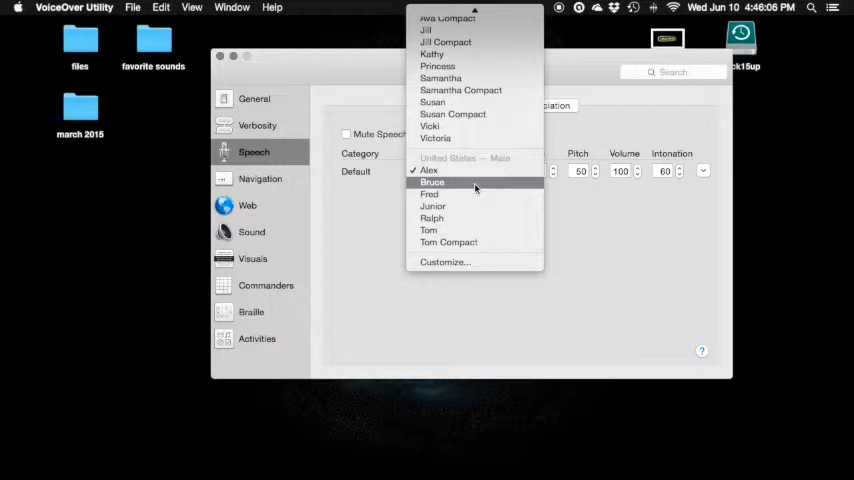 VoiceOver Utility File Edit View Window Help Wed Jun 10 4:46:06 PM
files
favorite sounds
march 2015
ck15up
Search
General
Verbosity
Speech
Navigation
Web
Sound
Visuals
Commanders
Braille
Activities
ciation
Mute Speech
Category Pitch Volume Intonation
Default 50 100 60
Ava Compact
Jill
Jill Compact
Kathy
Princess
Samantha
Samantha Compact
Susan
Susan Compact
Vicki
Victoria
United States — Male
✓ Alex
Bruce
Fred
Junior
Ralph
Tom
Tom Compact
Customize...
?